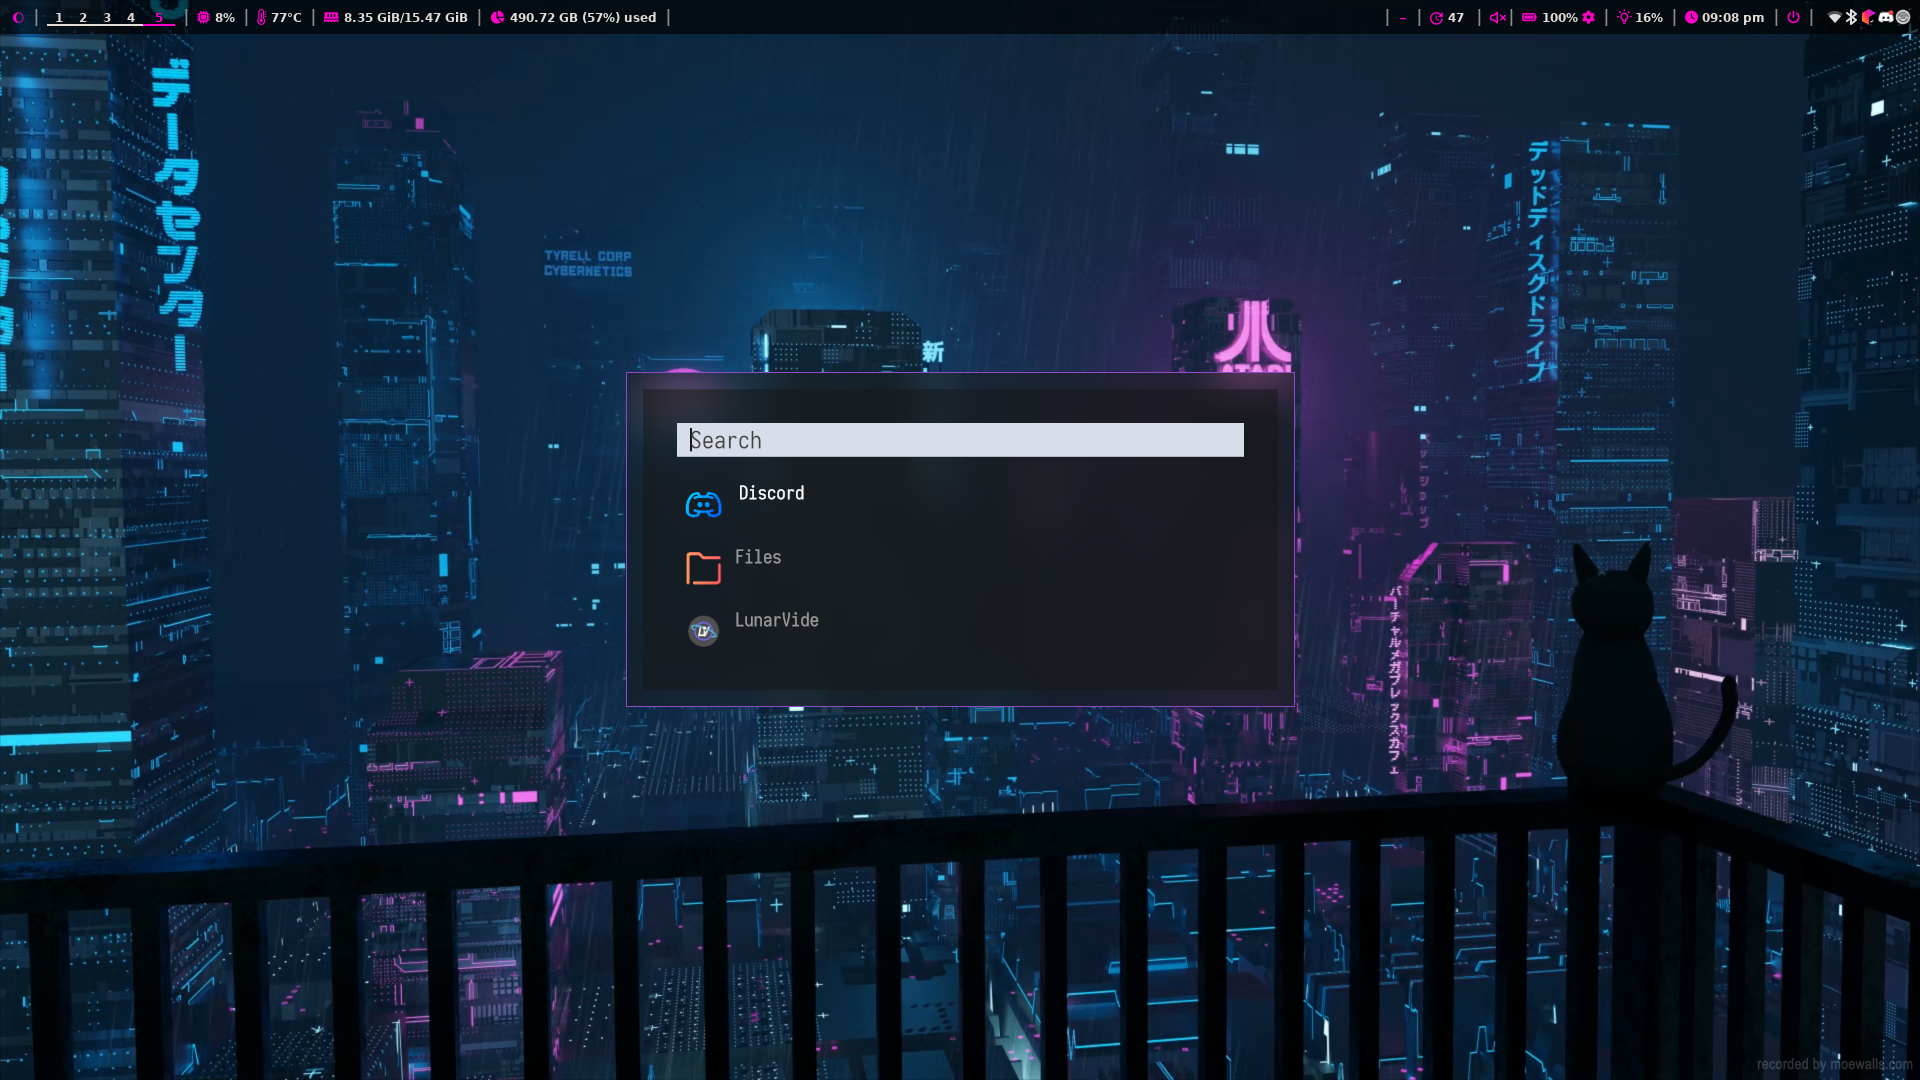 1 2 3 4 5
8%
77°C
8.35 GiB/15.47 GiB
490.72 GB (57%) used
–
47
100%
16%
09:08 pm
データセンター
TYRELL CORP
CYBERNETICS
新
ATARI
デッドディスクドライブ
Search
Discord
Files
LunarVide
バーチャルメガプレックスカフェ
recorded by moewalls.com